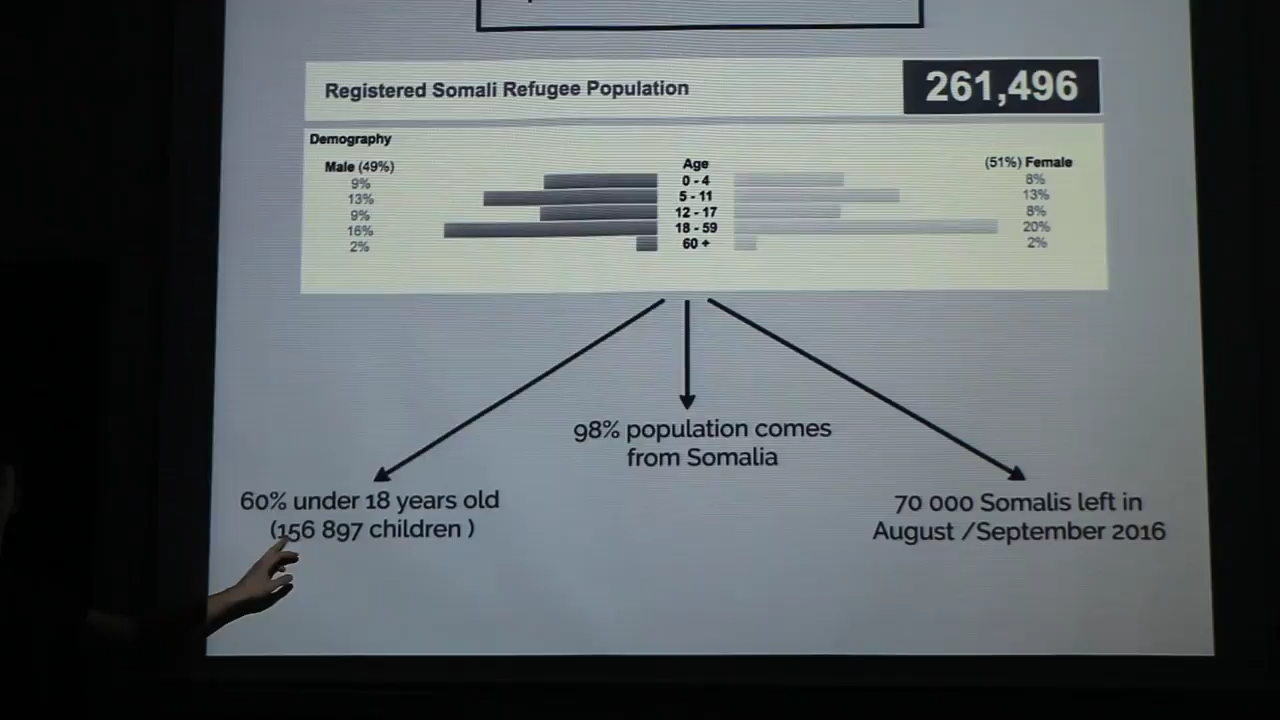 Registered Somali Refugee Population 261,496
Demography
Male (49%) Age (51%) Female
9% 0 - 4 8%
13% 5 - 11 13%
9% 12 - 17 8%
16% 18 - 59 20%
2% 60 + 2%
98% population comes
from Somalia
60% under 18 years old
(156 897 children )
70 000 Somalis left in
August /September 2016